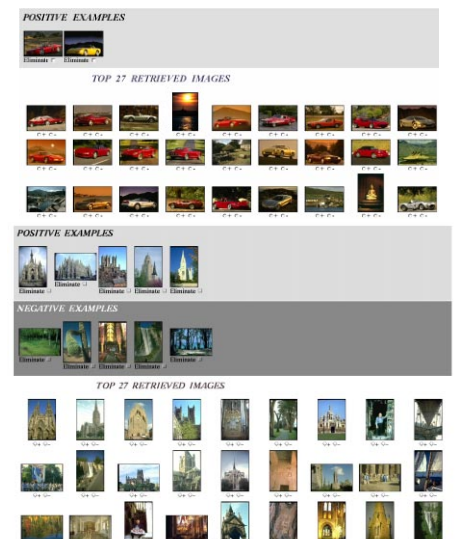 POSITIVE EXAMPLES
Eliminate Eliminate
TOP 27 RETRIEVED IMAGES
POSITIVE EXAMPLES
Eliminate Eliminate Eliminate Eliminate Eliminate
NEGATIVE EXAMPLES
Eliminate Eliminate Eliminate Eliminate Eliminate
TOP 27 RETRIEVED IMAGES